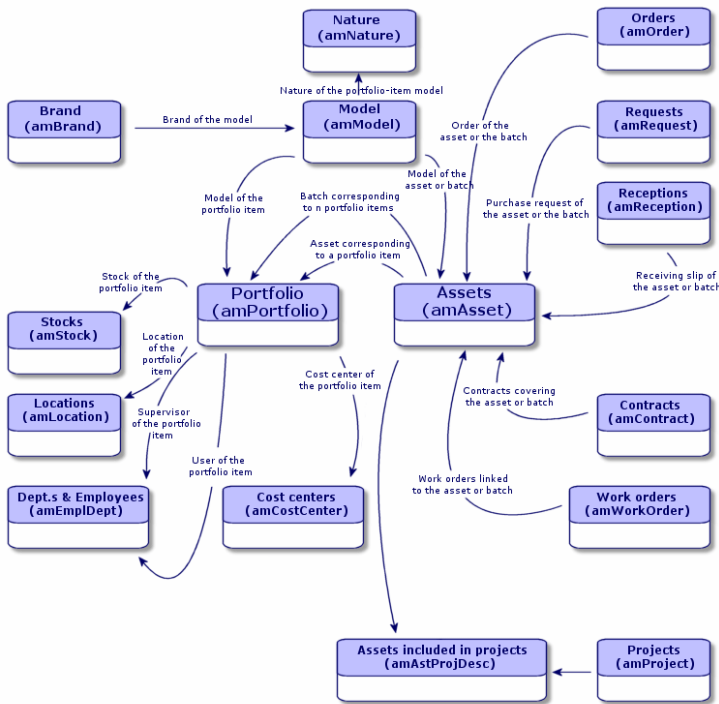 Nature
(amNature)
Orders
(amOrder)
Nature of the portfolio-item model
Brand
(amBrand)
Brand of the model
Model
(amModel)
Order of the
asset or the batch
Requests
(amRequest)
Model of the
asset or batch
Model of the
portfolio item
Batch corresponding
to n portfolio items
Purchase request of
the asset or the batch
Receptions
(amReception)
Asset corresponding
to a portfolio item
Stock of the
portfolio item
Receiving slip of
the asset or batch
Portfolio
(amPortfolio)
Assets
(amAsset)
Stocks
(amStock)
Location
of the
portfolio
item
Cost center of
the portfolio item
Contracts covering
the asset or batch
Locations
(amLocation)
Supervisor
of the portfolio
item
Contracts
(amContract)
User of the
portfolio item
Work orders linked
to the asset or batch
Dept.s & Employees
(amEmplDept)
Cost centers
(amCostCenter)
Work orders
(amWorkOrder)
Assets included in projects
(amAstProjDesc)
Projects
(amProject)